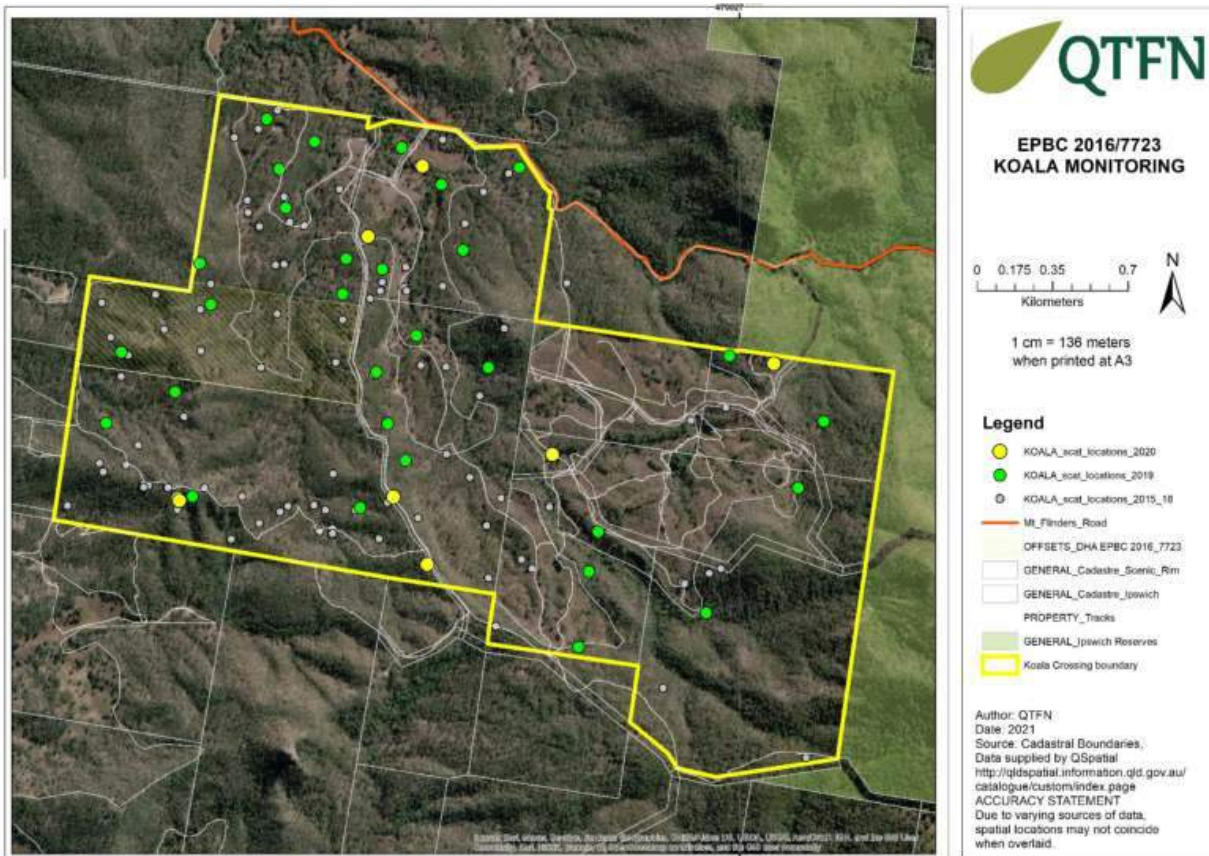 479827
QTFN
EPBC 2016/7723
KOALA MONITORING
N
0 0.175 0.35 0.7
Kilometers
1 cm = 136 meters
when printed at A3
Legend
KOALA_scat_locations_2020
KOALA_scat_locations_2019
KOALA_scat_locations_2015_18
Mt_Flinders_Road
OFFSETS_DHA EPBC 2016_7723
GENERAL_Cadastre_Scenic_Rim
GENERAL_Cadastre_Ipswich
PROPERTY_Tracks
GENERAL_Ipswich Reserves
Koala Crossing boundary
Author: QTFN
Date: 2021
Source: Cadastral Boundaries,
Data supplied by QSpatial
http://qldspatial.information.qld.gov.au/
catalogue/custom/index.page
ACCURACY STATEMENT
Due to varying sources of data,
spatial locations may not coincide
when overlaid.